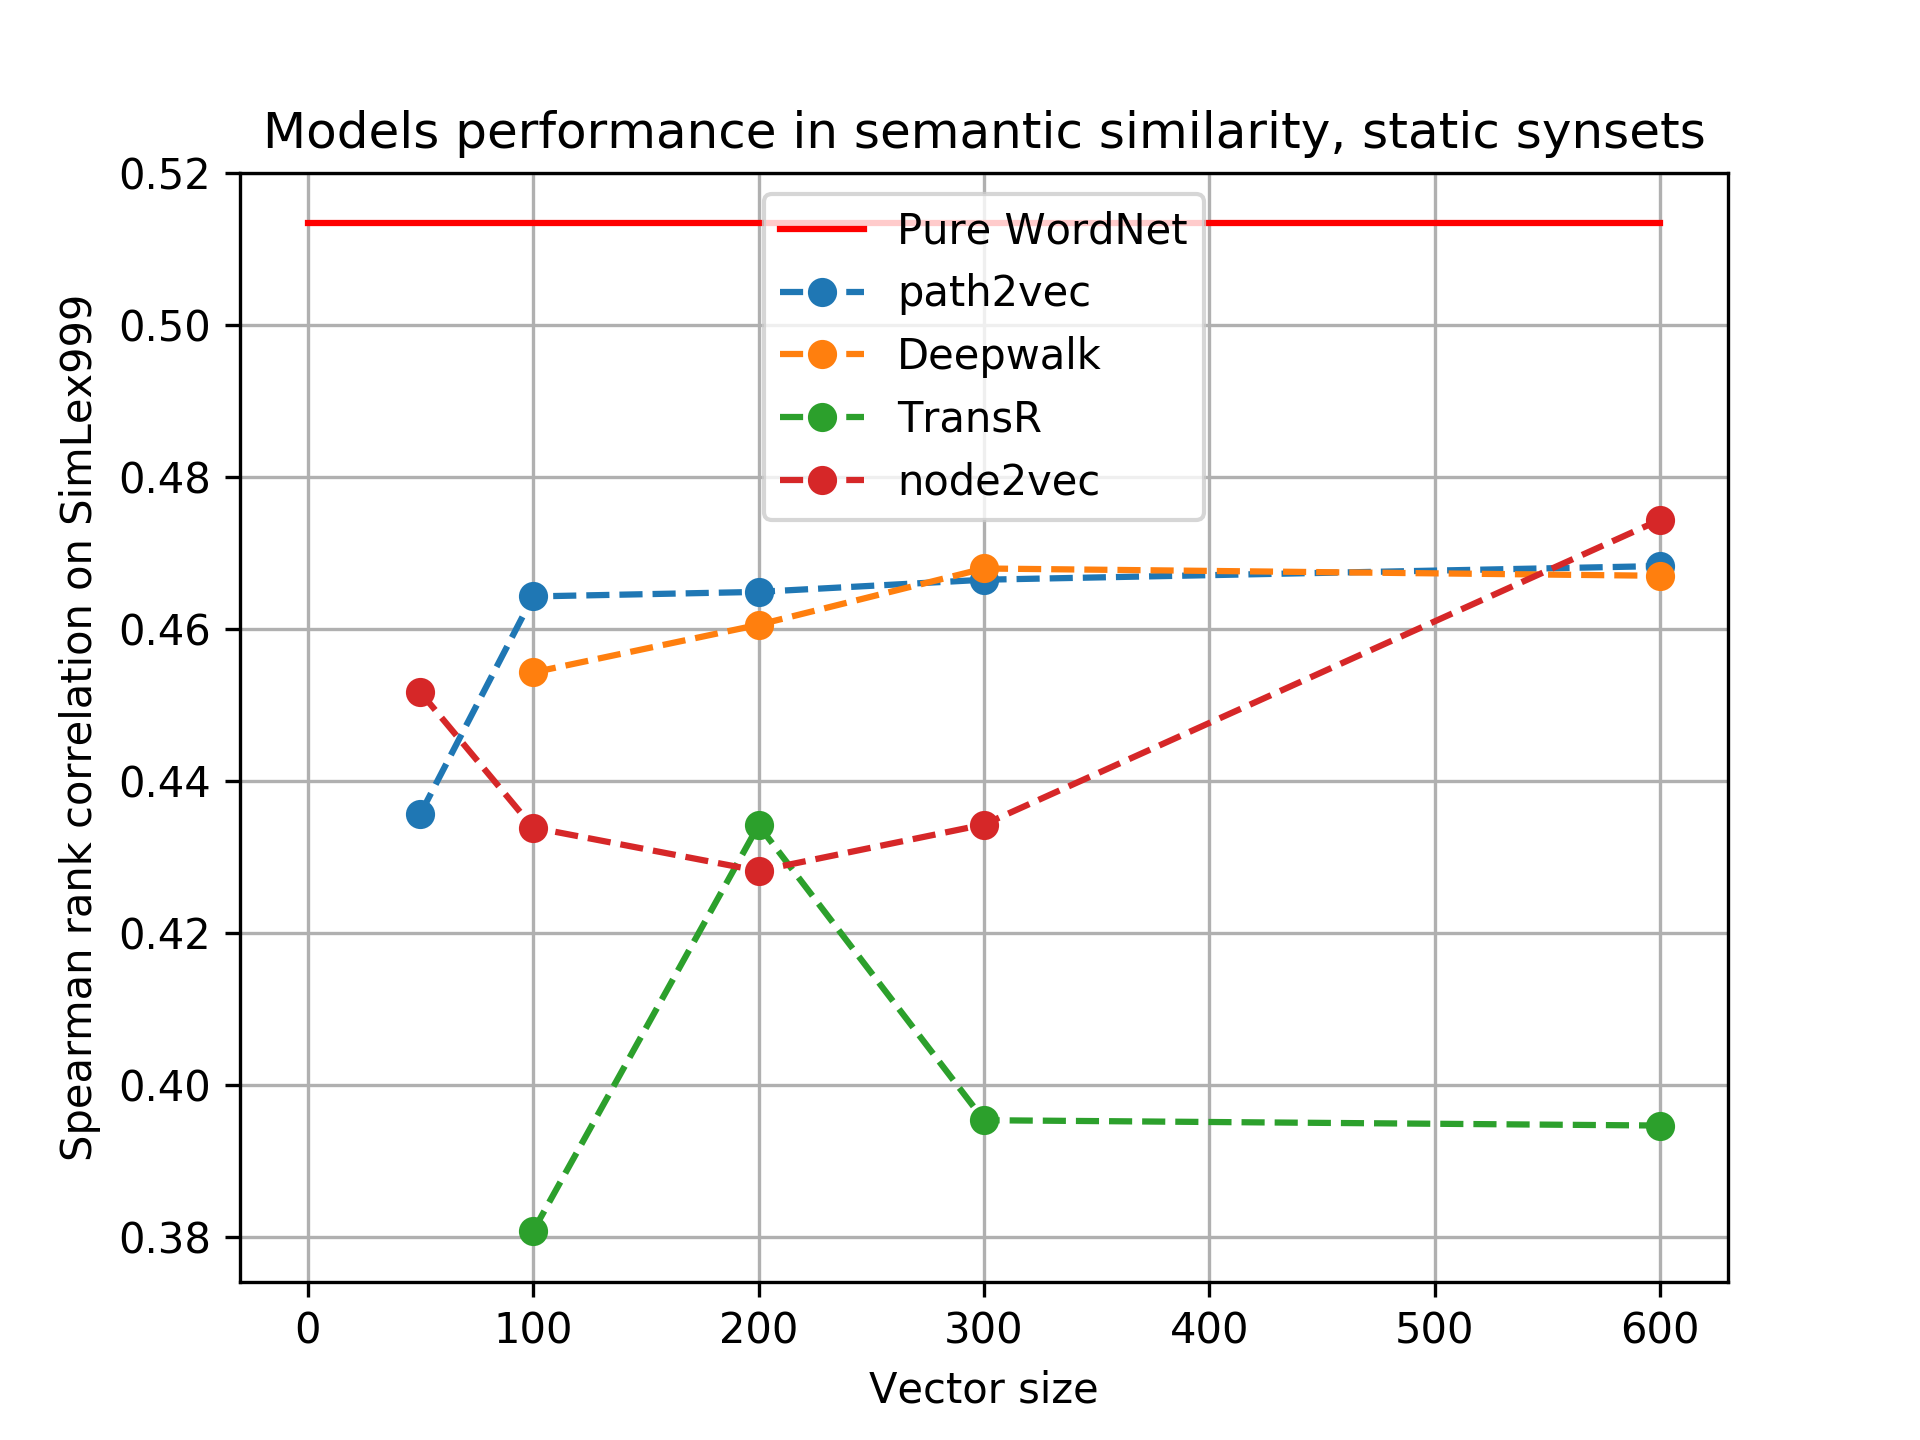 Models performance in semantic similarity, static synsets
0.52
0.50
0.48
0.46
0.44
0.42
0.40
0.38
Spearman rank correlation on SimLex999
Pure WordNet
path2vec
Deepwalk
TransR
node2vec
0 100 200 300 400 500 600
Vector size